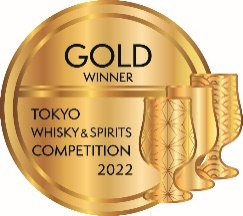 GOLD
WINNER
TOKYO
WHISKY & SPIRITS
COMPETITION
2022